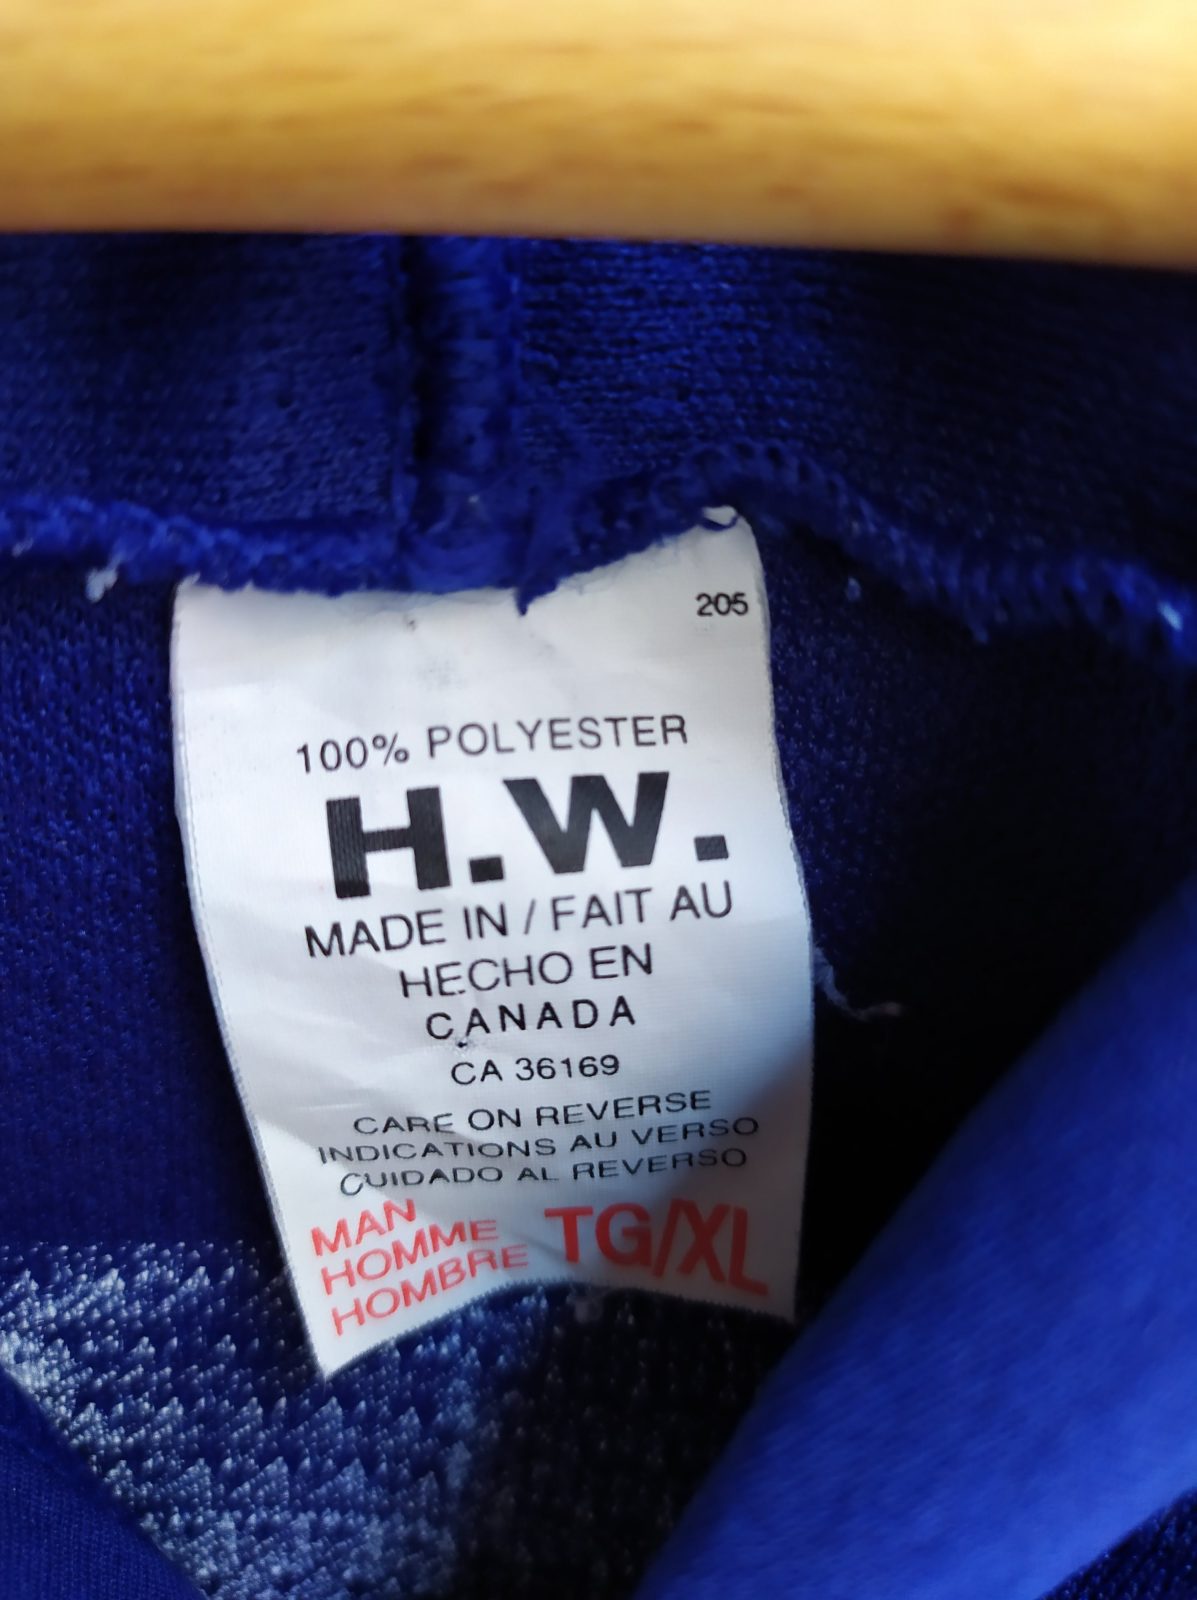 205
100% POLYESTER
H.W.
MADE IN / FAIT AU
HECHO EN
CANADA
CA 36169
CARE ON REVERSE
INDICATIONS AU VERSO
CUIDADO AL REVERSO
MAN
HOMME
HOMBRE
TG/XL